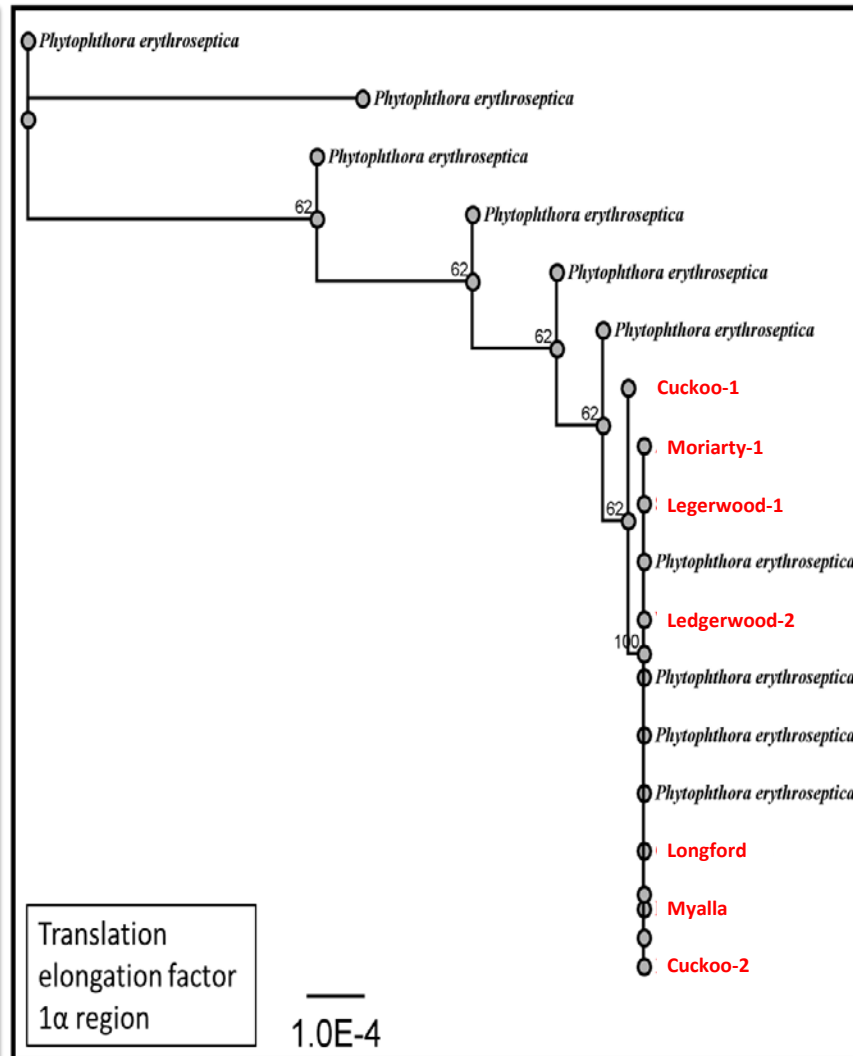 Phytophthora erythroseptica
Phytophthora erythroseptica
Phytophthora erythroseptica
62
Phytophthora erythroseptica
62
Phytophthora erythroseptica
62
Phytophthora erythroseptica
62
Cuckoo-1
Moriarty-1
Legerwood-1
62
Phytophthora erythroseptica
Ledgerwood-2
100
Phytophthora erythroseptica
Phytophthora erythroseptica
Phytophthora erythroseptica
Longford
Myalla
Cuckoo-2
Translation
elongation factor
1α region
1.0E-4